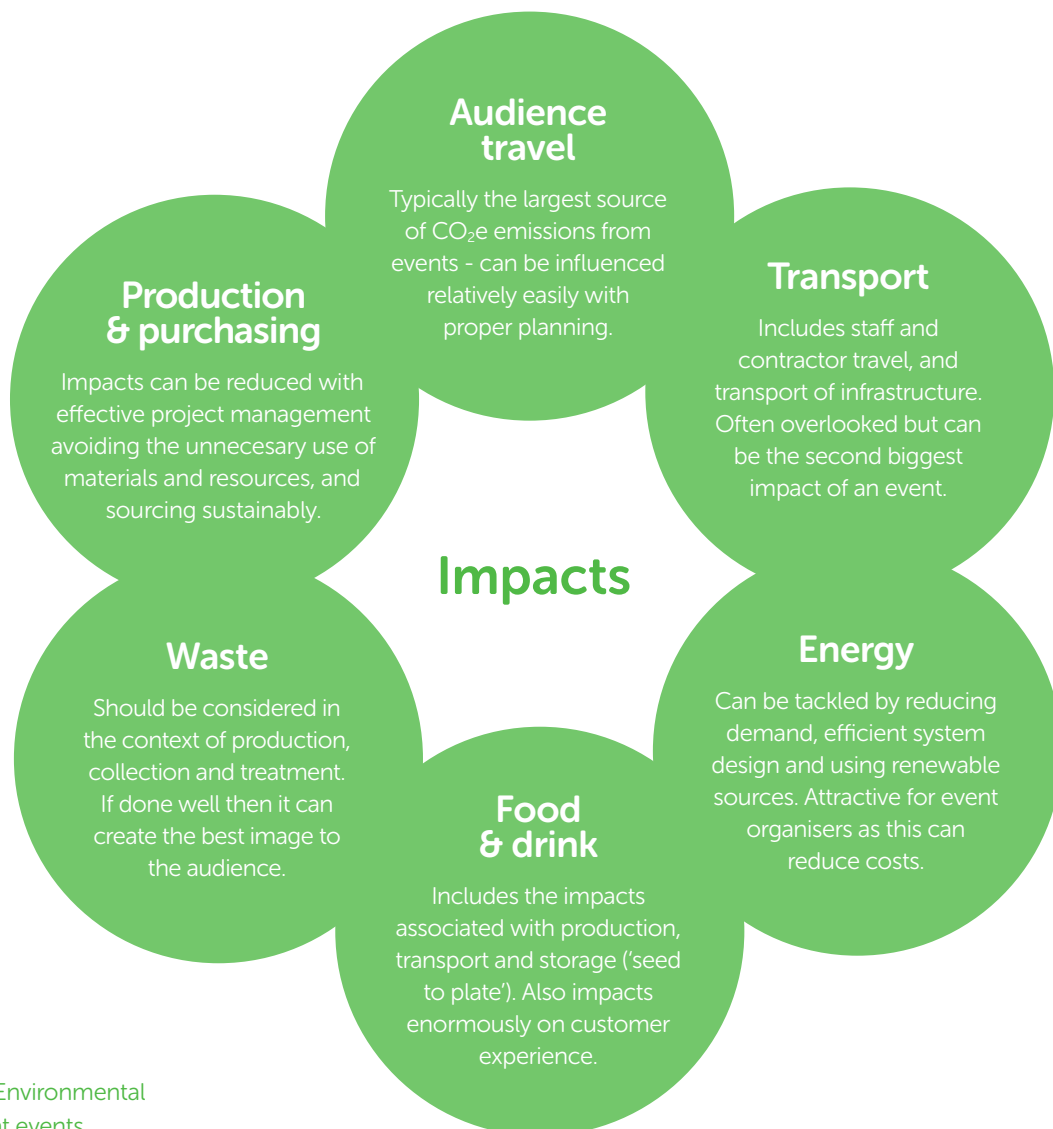 Audience
travel
Typically the largest source
of CO₂e emissions from
events - can be influenced
relatively easily with
proper planning.
Transport
Includes staff and
contractor travel, and
transport of infrastructure.
Often overlooked but can
be the second biggest
impact of an event.
Energy
Can be tackled by reducing
demand, efficient system
design and using renewable
sources. Attractive for event
organisers as this can
reduce costs.
Food
& drink
Includes the impacts
associated with production,
transport and storage (‘seed
to plate’). Also impacts
enormously on customer
experience.
Waste
Should be considered in
the context of production,
collection and treatment.
If done well then it can
create the best image to
the audience.
Production
& purchasing
Impacts can be reduced with
effective project management
avoiding the unnecesary use of
materials and resources, and
sourcing sustainably.
Impacts
Environmental
at events